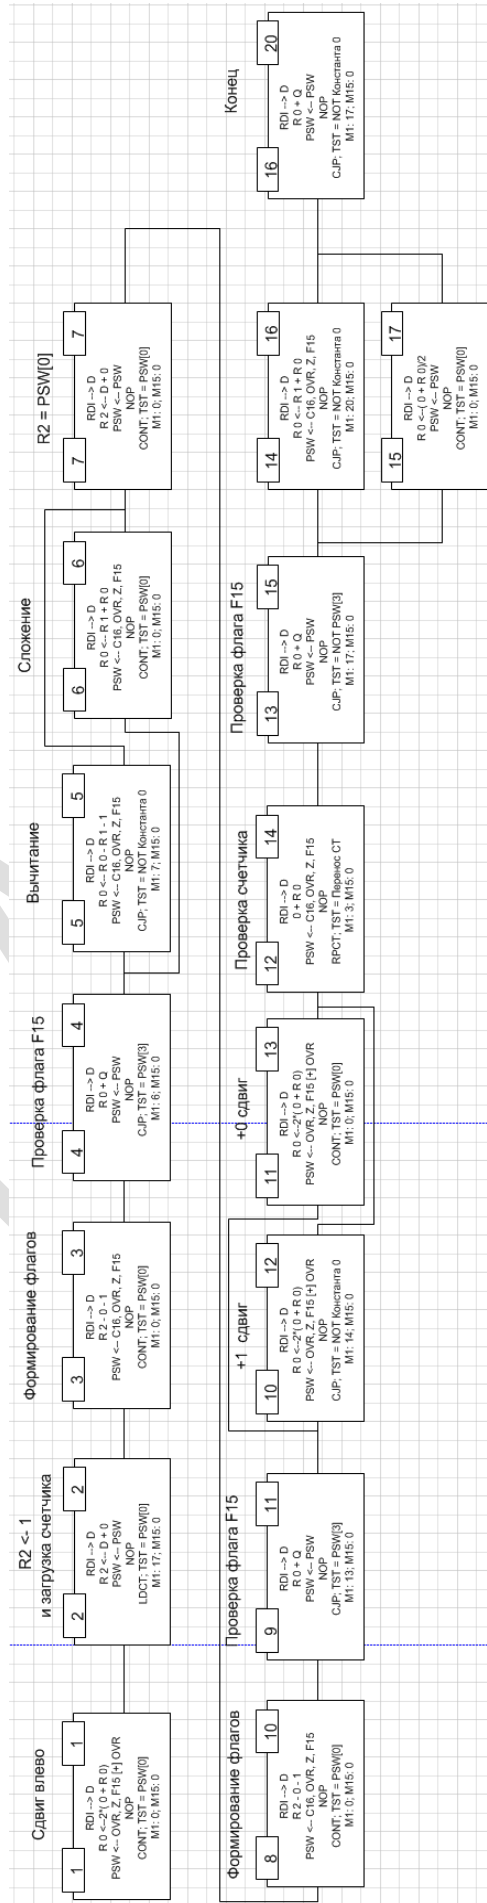 Сдвиг влево
1
1
RDI --> D
R 0 <--2*( 0 + R 0)
PSW <-- OVR, Z, F15 [+] OVR
NOP
CONT; TST = PSW[0]
M1: 0; M15: 0
R2 <- 1
и загрузка счетчика
2
2
RDI --> D
R 2 <-- D + 0
PSW <-- PSW
NOP
LDCT; TST = PSW[0]
M1: 17; M15: 0
Формирование флагов
3
3
RDI --> D
R 2 - 0 - 1
PSW <-- C16, OVR, Z, F15
NOP
CONT; TST = PSW[0]
M1: 0; M15: 0
Проверка флага F15
4
4
RDI --> D
R 0 + Q
PSW <-- PSW
NOP
CJP; TST = PSW[3]
M1: 6; M15: 0
Вычитание
5
5
RDI --> D
R 0 <-- R 0 - R 1 - 1
PSW <-- C16, OVR, Z, F15
NOP
CJP; TST = NOT Константа 0
M1: 7; M15: 0
Сложение
6
6
RDI --> D
R 0 <-- R 1 + R 0
PSW <-- C16, OVR, Z, F15
NOP
CONT; TST = PSW[0]
M1: 0; M15: 0
R2 = PSW[0]
7
7
RDI --> D
R 2 <-- D + 0
PSW <-- PSW
NOP
CONT; TST = PSW[0]
M1: 0; M15: 0
Формирование флагов
8
10
RDI --> D
R 2 - 0 - 1
PSW <-- C16, OVR, Z, F15
NOP
CONT; TST = PSW[0]
M1: 0; M15: 0
Проверка флага F15
9
11
RDI --> D
R 0 + Q
PSW <-- PSW
NOP
CJP; TST = PSW[3]
M1: 13; M15: 0
+1 сдвиг
10
12
RDI --> D
R 0 <--2*( 0 + R 0)
PSW <-- OVR, Z, F15 [+] OVR
NOP
CJP; TST = NOT Константа 0
M1: 14; M15: 0
+0 сдвиг
11
13
RDI --> D
R 0 <--2*( 0 + R 0)
PSW <-- OVR, Z, F15 [+] OVR
NOP
CONT; TST = PSW[0]
M1: 0; M15: 0
Проверка счетчика
12
14
RDI --> D
0 + R 0
PSW <-- C16, OVR, Z, F15
NOP
RPCT; TST = Перенос CT
M1: 3; M15: 0
Проверка флага F15
13
15
RDI --> D
R 0 + Q
PSW <-- PSW
NOP
CJP; TST = NOT PSW[3]
M1: 17; M15: 0
14
16
RDI --> D
R 0 <-- R 1 + R 0
PSW <-- C16, OVR, Z, F15
NOP
CJP; TST = NOT Константа 0
M1: 20; M15: 0
15
17
RDI --> D
R 0 <--( 0 + R 0)/2
PSW <-- PSW
NOP
CONT; TST = PSW[0]
M1: 0; M15: 0
Конец
16
20
RDI --> D
R 0 + Q
PSW <-- PSW
NOP
CJP; TST = NOT Константа 0
M1: 17; M15: 0